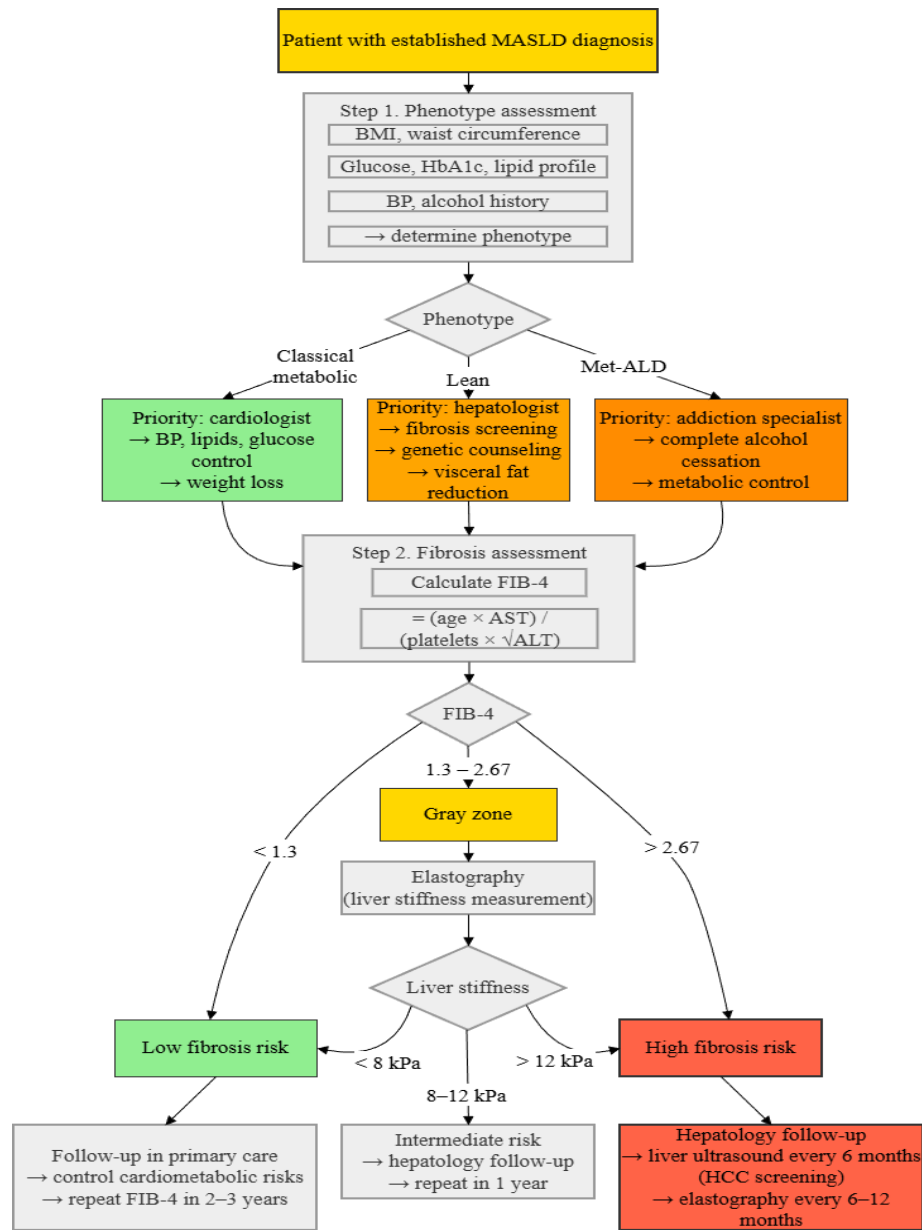 Patient with established MASLD diagnosis
Step 1. Phenotype assessment
BMI, waist circumference
Glucose, HbA1c, lipid profile
BP, alcohol history
→ determine phenotype
Phenotype
Classical
metabolic
Lean
Met-ALD
Priority: cardiologist
→ BP, lipids, glucose
control
→ weight loss
Priority: hepatologist
→ fibrosis screening
→ genetic counseling
→ visceral fat
reduction
Priority: addiction specialist
→ complete alcohol
cessation
→ metabolic control
Step 2. Fibrosis assessment
Calculate FIB-4
= (age × AST) /
(platelets × √ALT)
FIB-4
1.3 – 2.67
< 1.3
> 2.67
Gray zone
Elastography
(liver stiffness measurement)
Liver stiffness
Low fibrosis risk
< 8 kPa
8–12 kPa
> 12 kPa
High fibrosis risk
Follow-up in primary care
→ control cardiometabolic risks
→ repeat FIB-4 in 2–3 years
Intermediate risk
→ hepatology follow-up
→ repeat in 1 year
Hepatology follow-up
→ liver ultrasound every 6 months
(HCC screening)
→ elastography every 6–12
months